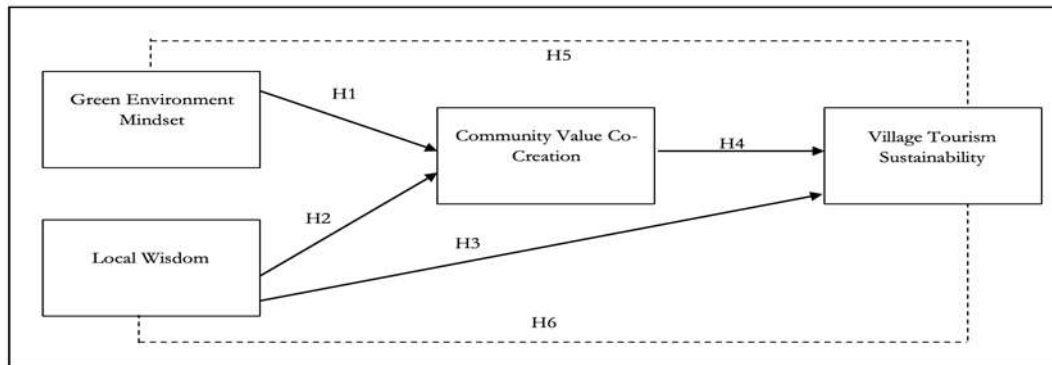 H5
Green Environment
Mindset
H1
Community Value Co-
Creation
H4
Village Tourism
Sustainability
H2
Local Wisdom
H3
H6